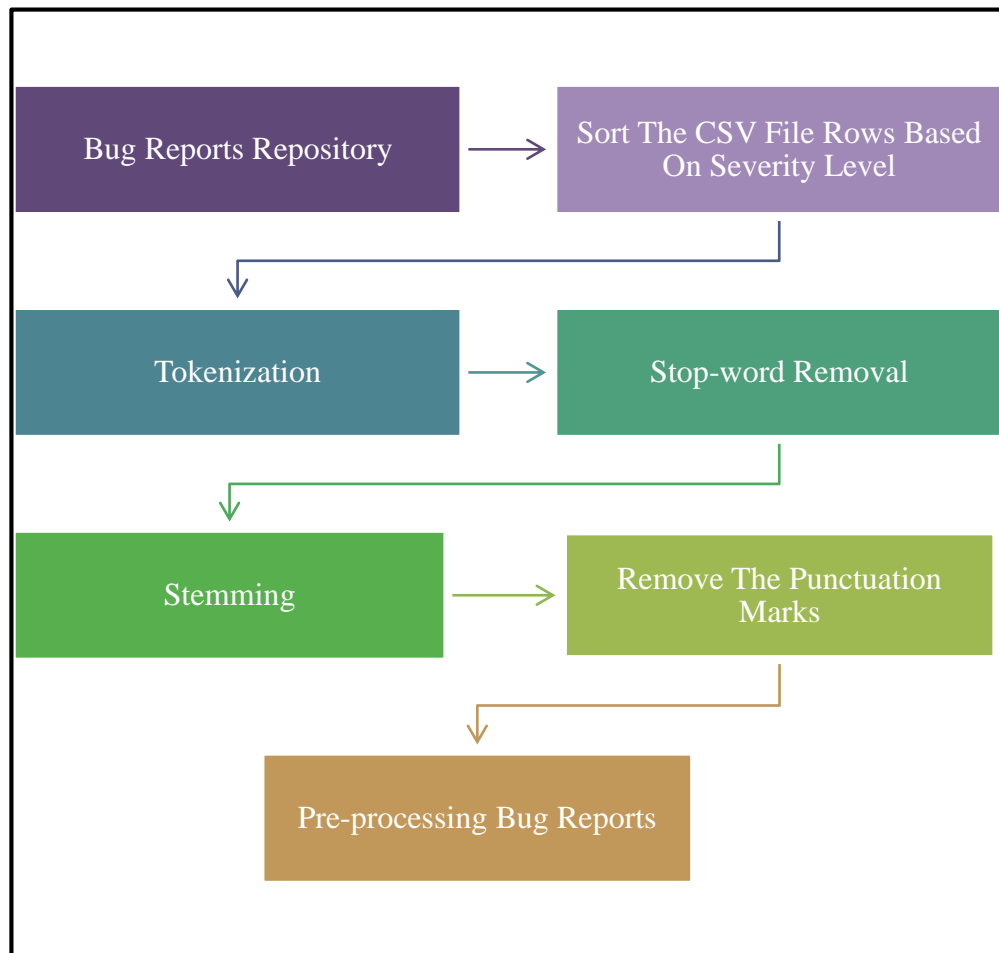 Bug Reports Repository
Sort The CSV File Rows Based
On Severity Level
Tokenization
Stop-word Removal
Stemming
Remove The Punctuation
Marks
Pre-processing Bug Reports